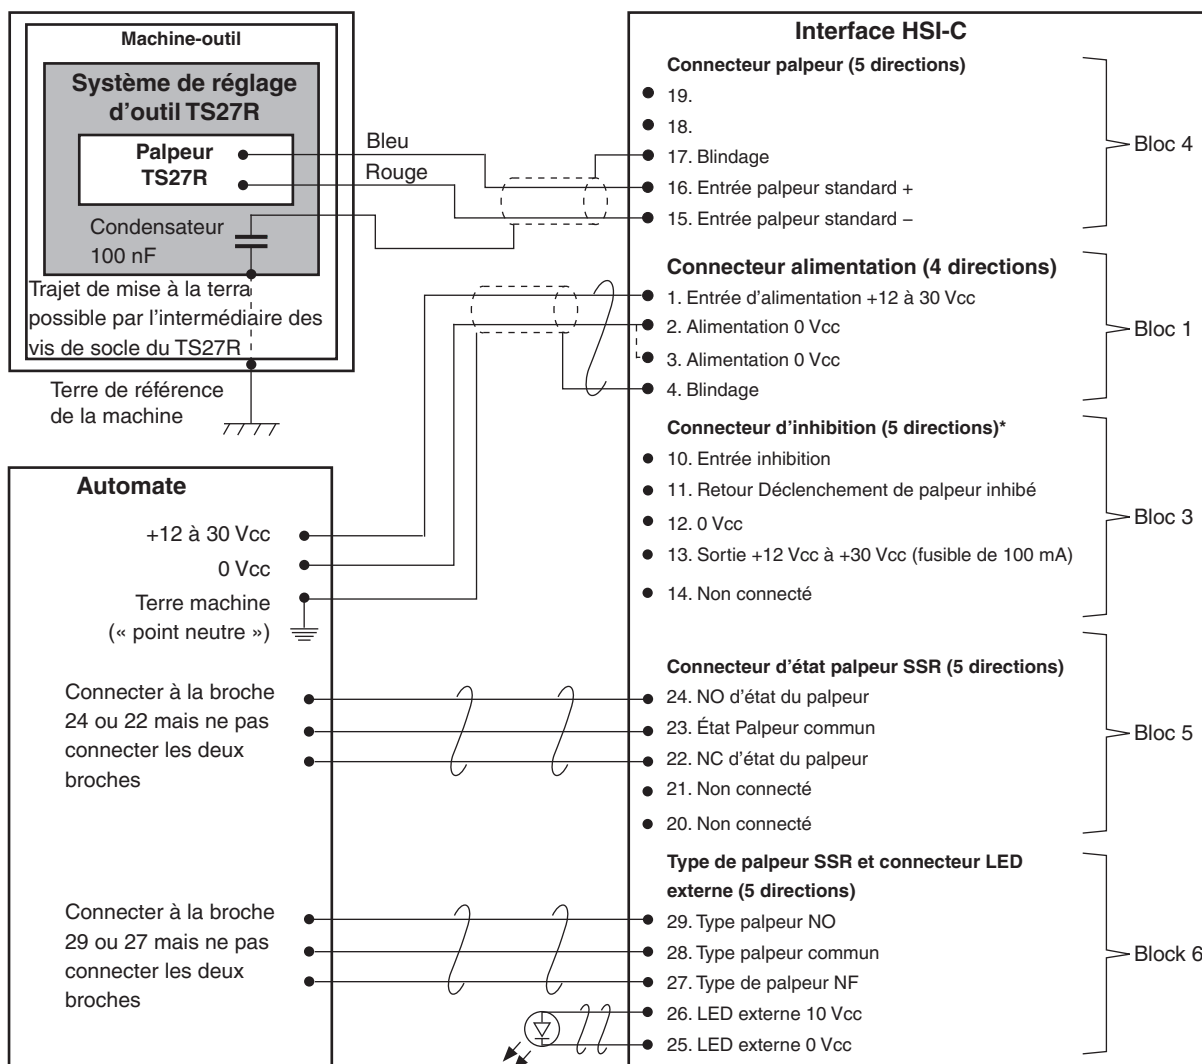 Machine-outil
Système de réglage
d'outil TS27R
Palpeur
TS27R
Condensateur
100 nF
Trajet de mise à la terra
possible par l'intermédiaire des
vis de socle du TS27R
Terre de référence
de la machine
Bleu
Rouge
Automate
+12 à 30 Vcc
0 Vcc
Terre machine
(« point neutre »)
Connecter à la broche
24 ou 22 mais ne pas
connecter les deux
broches
Connecter à la broche
29 ou 27 mais ne pas
connecter les deux
broches
Interface HSI-C
Connecteur palpeur (5 directions)
19.
18.
17. Blindage
16. Entrée palpeur standard +
15. Entrée palpeur standard –
Bloc 4
Connecteur alimentation (4 directions)
1. Entrée d'alimentation +12 à 30 Vcc
2. Alimentation 0 Vcc
3. Alimentation 0 Vcc
4. Blindage
Bloc 1
Connecteur d'inhibition (5 directions)*
10. Entrée inhibition
11. Retour Déclenchement de palpeur inhibé
12. 0 Vcc
13. Sortie +12 Vcc à +30 Vcc (fusible de 100 mA)
14. Non connecté
Bloc 3
Connecteur d'état palpeur SSR (5 directions)
24. NO d'état du palpeur
23. État Palpeur commun
22. NC d'état du palpeur
21. Non connecté
20. Non connecté
Bloc 5
Type de palpeur SSR et connecteur LED
externe (5 directions)
29. Type palpeur NO
28. Type palpeur commun
27. Type de palpeur NF
26. LED externe 10 Vcc
25. LED externe 0 Vcc
Block 6